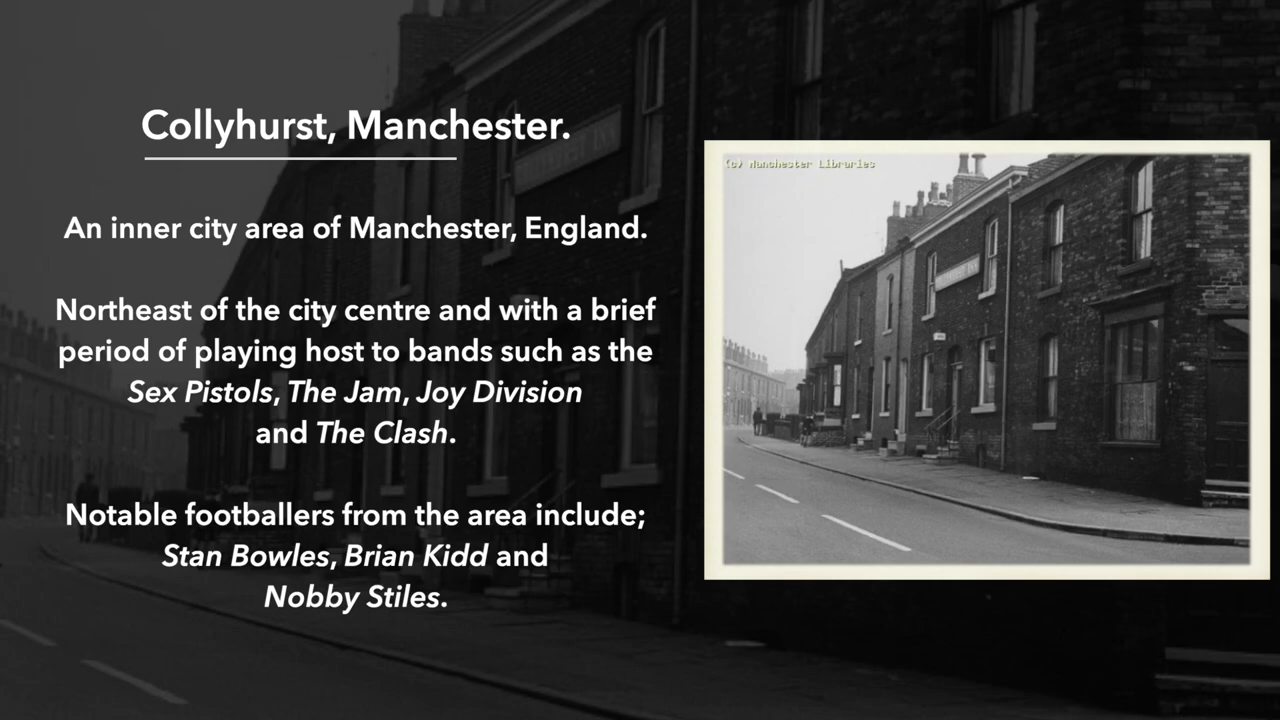 Collyhurst, Manchester.
An inner city area of Manchester, England.
Northeast of the city centre and with a brief
period of playing host to bands such as the
Sex Pistols, The Jam, Joy Division
and The Clash.
Notable footballers from the area include;
Stan Bowles, Brian Kidd and
Nobby Stiles.
(c) Manchester Libraries